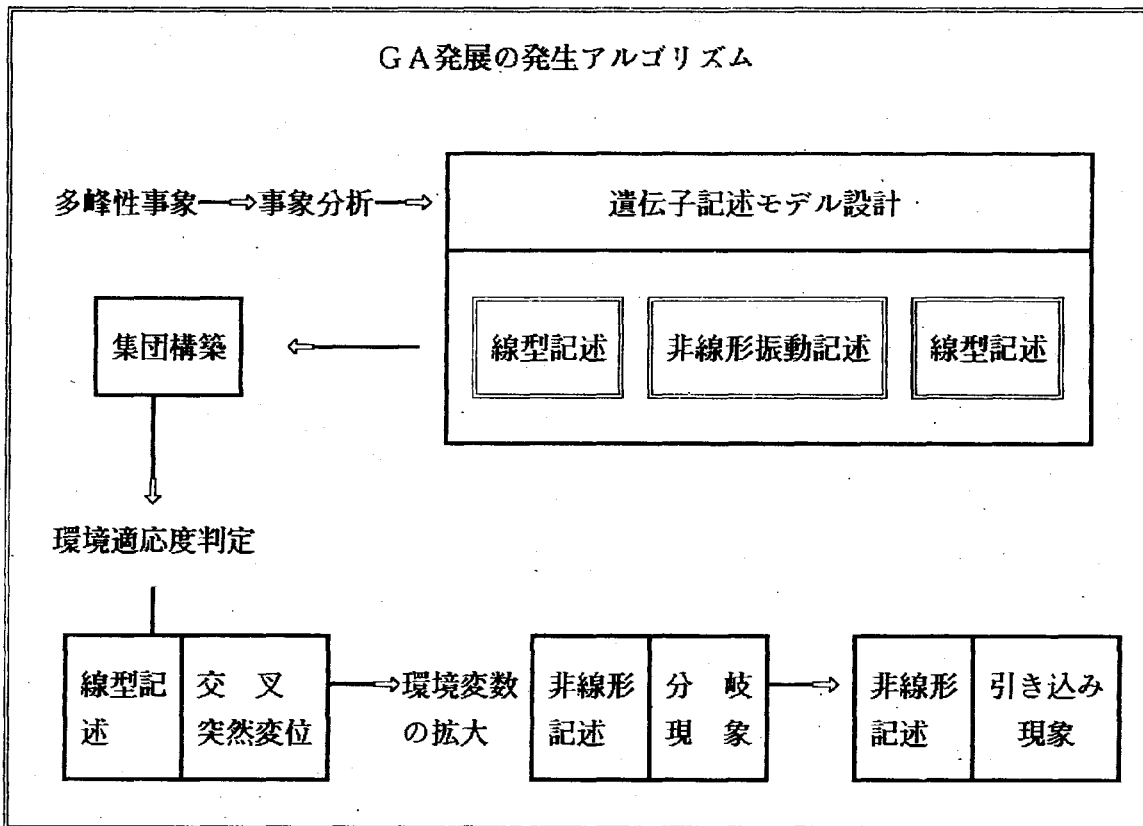 ＧＡ発展の発生アルゴリズム
多峰性事象→事象分析→
遺伝子記述モデル設計
集団構築
線型記述
非線形振動記述
線型記述
環境適応度判定
線型記
述
交　叉
突然変位
環境変数
の拡大
非線形
記述
分　岐
現　象
非線形
記述
引き込み
現象